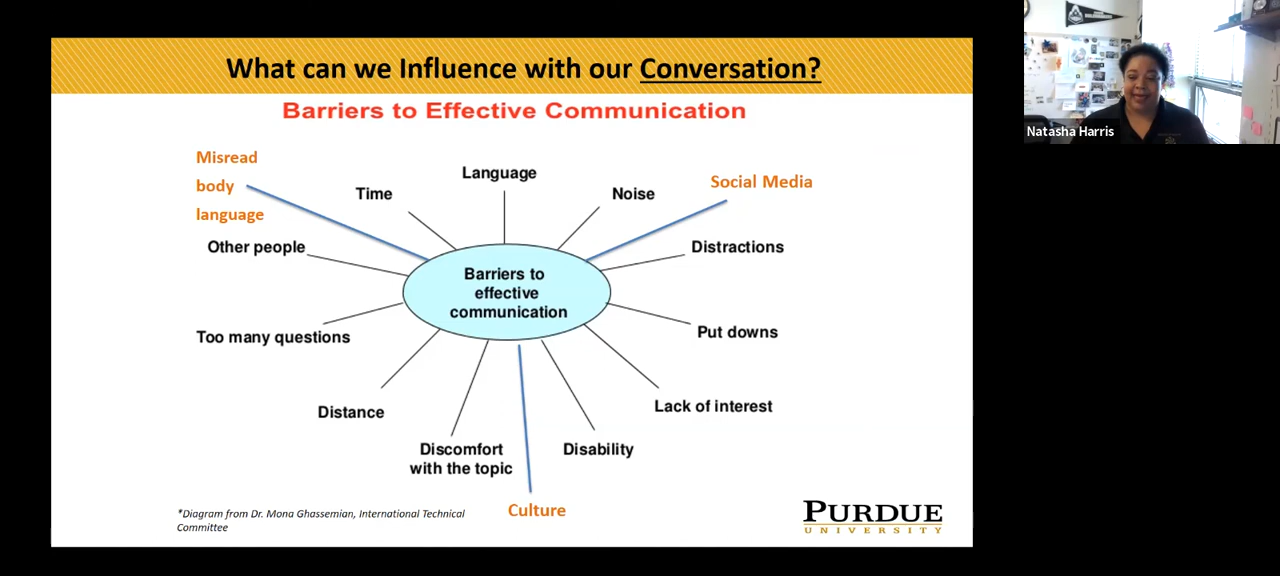 What can we Influence with our Conversation?
Barriers to Effective Communication
Misread
body
language
Time
Language
Noise
Social Media
Other people
Distractions
Barriers to
effective
communication
Too many questions
Put downs
Distance
Lack of interest
Discomfort
with the topic
Disability
Culture
*Diagram from Dr. Mona Ghassemian, International Technical
Committee
PURDUE
UNIVERSITY
Natasha Harris